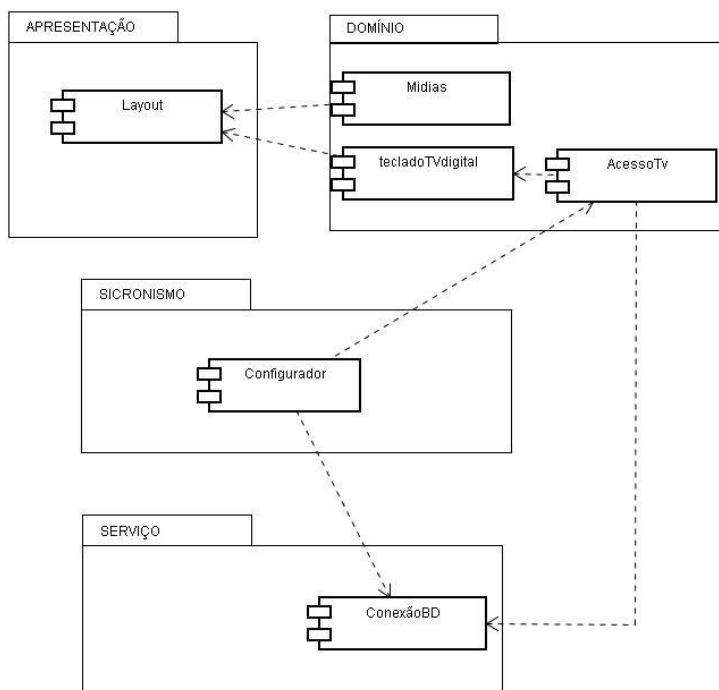 APRESENTAÇÃO
DOMÍNIO
Layout
Midias
tecladoTVdigital
AcessoTv
SICRONISMO
Configurador
SERVIÇO
ConexãoBD